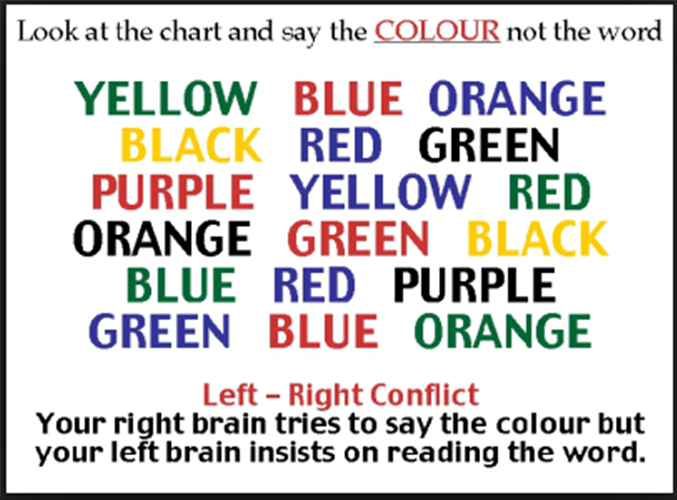 Look at the chart and say the COLOUR not the word
YELLOW BLUE ORANGE
BLACK RED GREEN
PURPLE YELLOW RED
ORANGE GREEN BLACK
BLUE RED PURPLE
GREEN BLUE ORANGE
Left – Right Conflict
Your right brain tries to say the colour but
your left brain insists on reading the word.